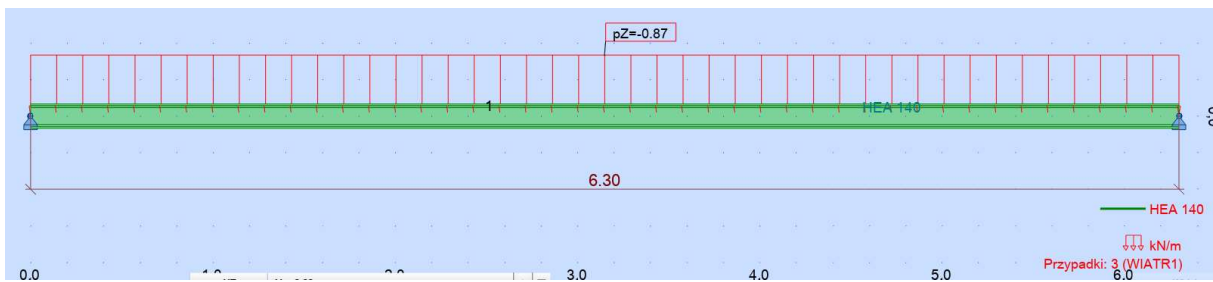 pZ=-0.87
1
HEA 140
6.30
HEA 140
kN/m
Przypadki: 3 (WIATR1)
0.0
3.0
4.0
5.0
6.0